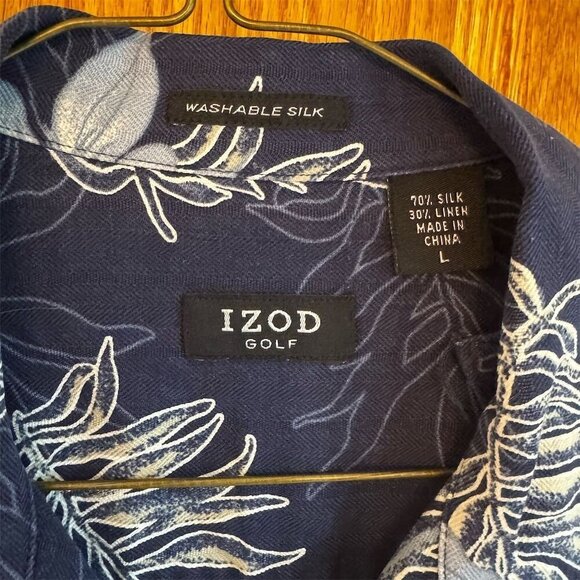 WASHABLE SILK
70% SILK
30% LINEN
MADE IN
CHINA
L
IZOD
GOLF